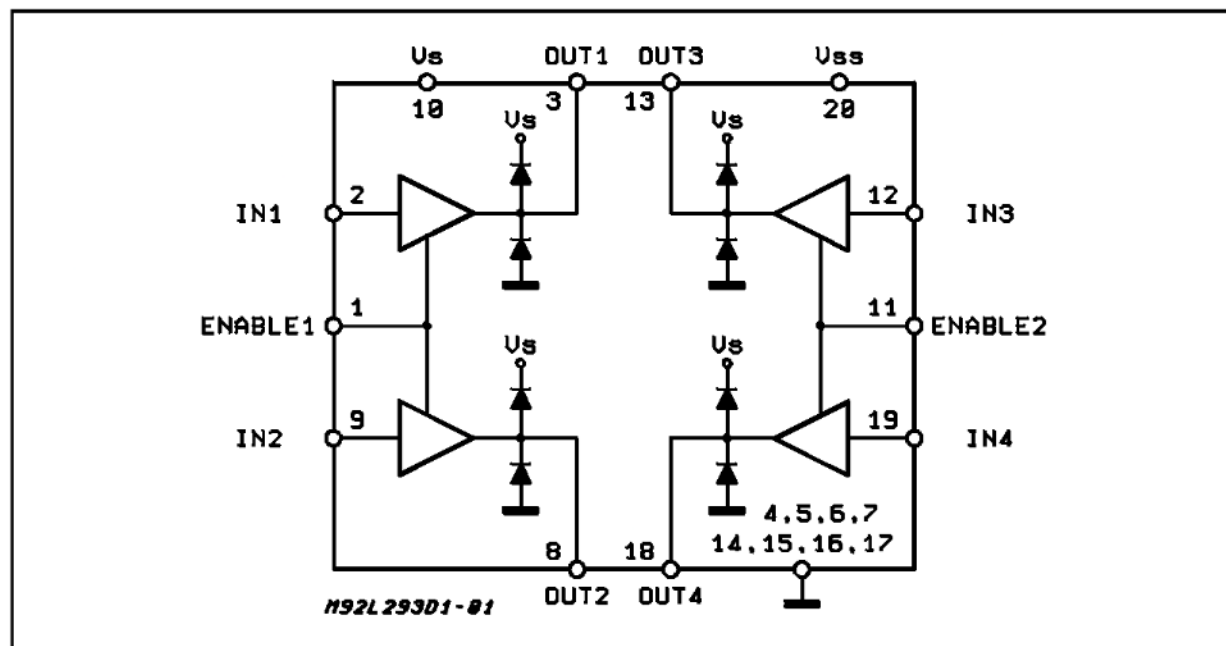 Vs OUT1 OUT3 Vss
10 3 13 20
Vs Vs
IN1 2 12 IN3
ENABLE1 1 11 ENABLE2
Vs Vs
IN2 9 19 IN4
4,5,6,7
8 18 14,15,16,17
OUT2 OUT4
M92L293D1-01